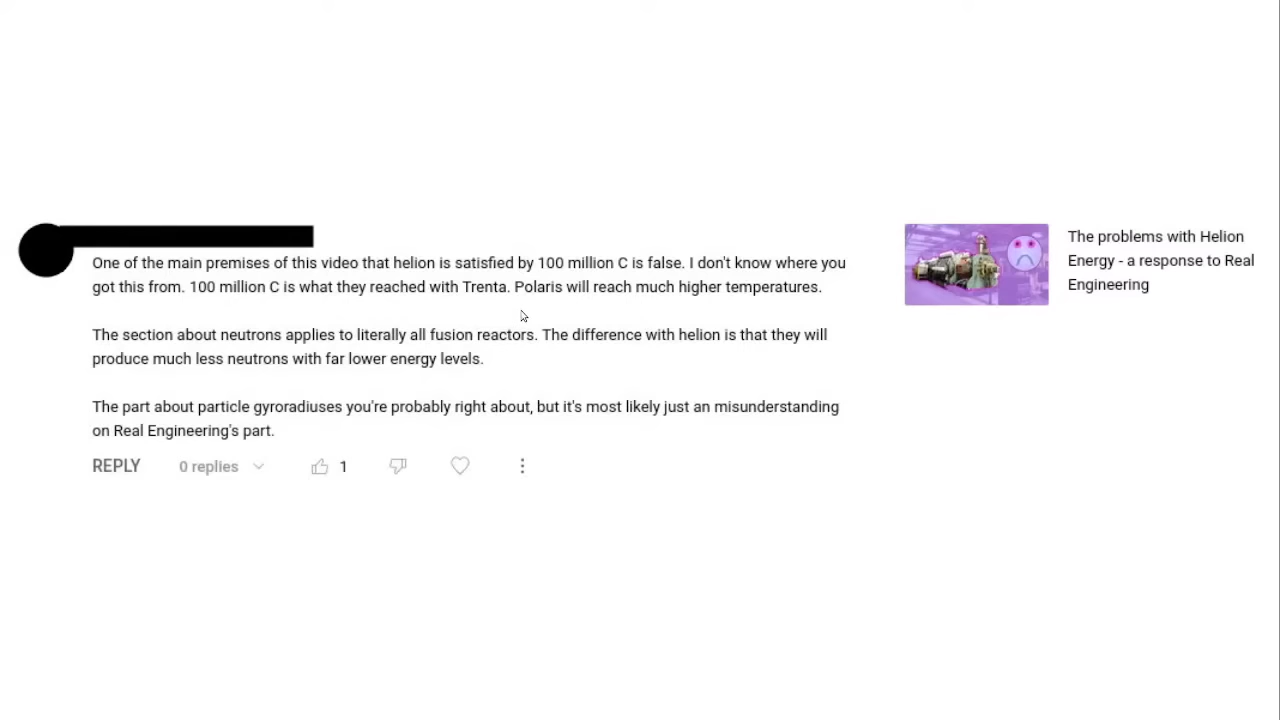 One of the main premises of this video that helion is satisfied by 100 million C is false. I don't know where you
got this from. 100 million C is what they reached with Trenta. Polaris will reach much higher temperatures.
The section about neutrons applies to literally all fusion reactors. The difference with helion is that they will
produce much less neutrons with far lower energy levels.
The part about particle gyroradiuses you're probably right about, but it's most likely just an misunderstanding
on Real Engineering's part.
REPLY 0 replies 1
The problems with Helion
Energy - a response to Real
Engineering